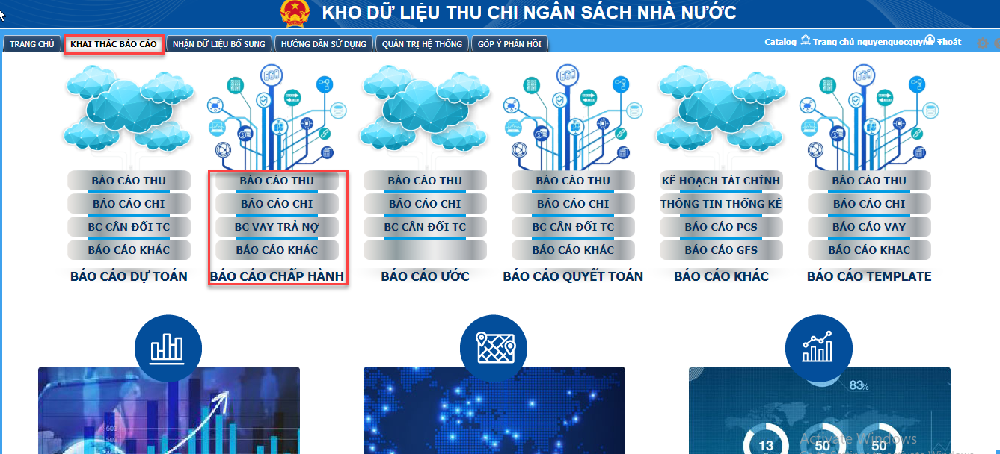 KHO DỮ LIỆU THU CHI NGÂN SÁCH NHÀ NƯỚC
TRANG CHỦ KHAI THÁC BÁO CÁO NHẬN DỮ LIỆU BỔ SUNG HƯỚNG DẪN SỬ DỤNG QUẢN TRỊ HỆ THỐNG GÓP Ý PHẢN HỒI
Catalog Trang chủ nguyenquocquynh Thoát
BÁO CÁO THU BÁO CÁO THU BÁO CÁO THU BÁO CÁO THU KẾ HOẠCH TÀI CHÍNH BÁO CÁO THU
BÁO CÁO CHI BÁO CÁO CHI BÁO CÁO CHI BÁO CÁO CHI THÔNG TIN THỐNG KÊ BÁO CÁO CHI
BC CÂN ĐỐI TC BC VAY TRẢ NỢ BC CÂN ĐỐI TC BC CÂN ĐỐI TC BÁO CÁO PCS BÁO CÁO VAY
BÁO CÁO KHÁC BÁO CÁO KHÁC BÁO CÁO KHÁC BÁO CÁO GFS BÁO CÁO KHAC
BÁO CÁO DỰ TOÁN BÁO CÁO CHẤP HÀNH BÁO CÁO ƯỚC BÁO CÁO QUYẾT TOÁN BÁO CÁO KHÁC BÁO CÁO TEMPLATE
83%
600
500
13 50 50
Activate Windows